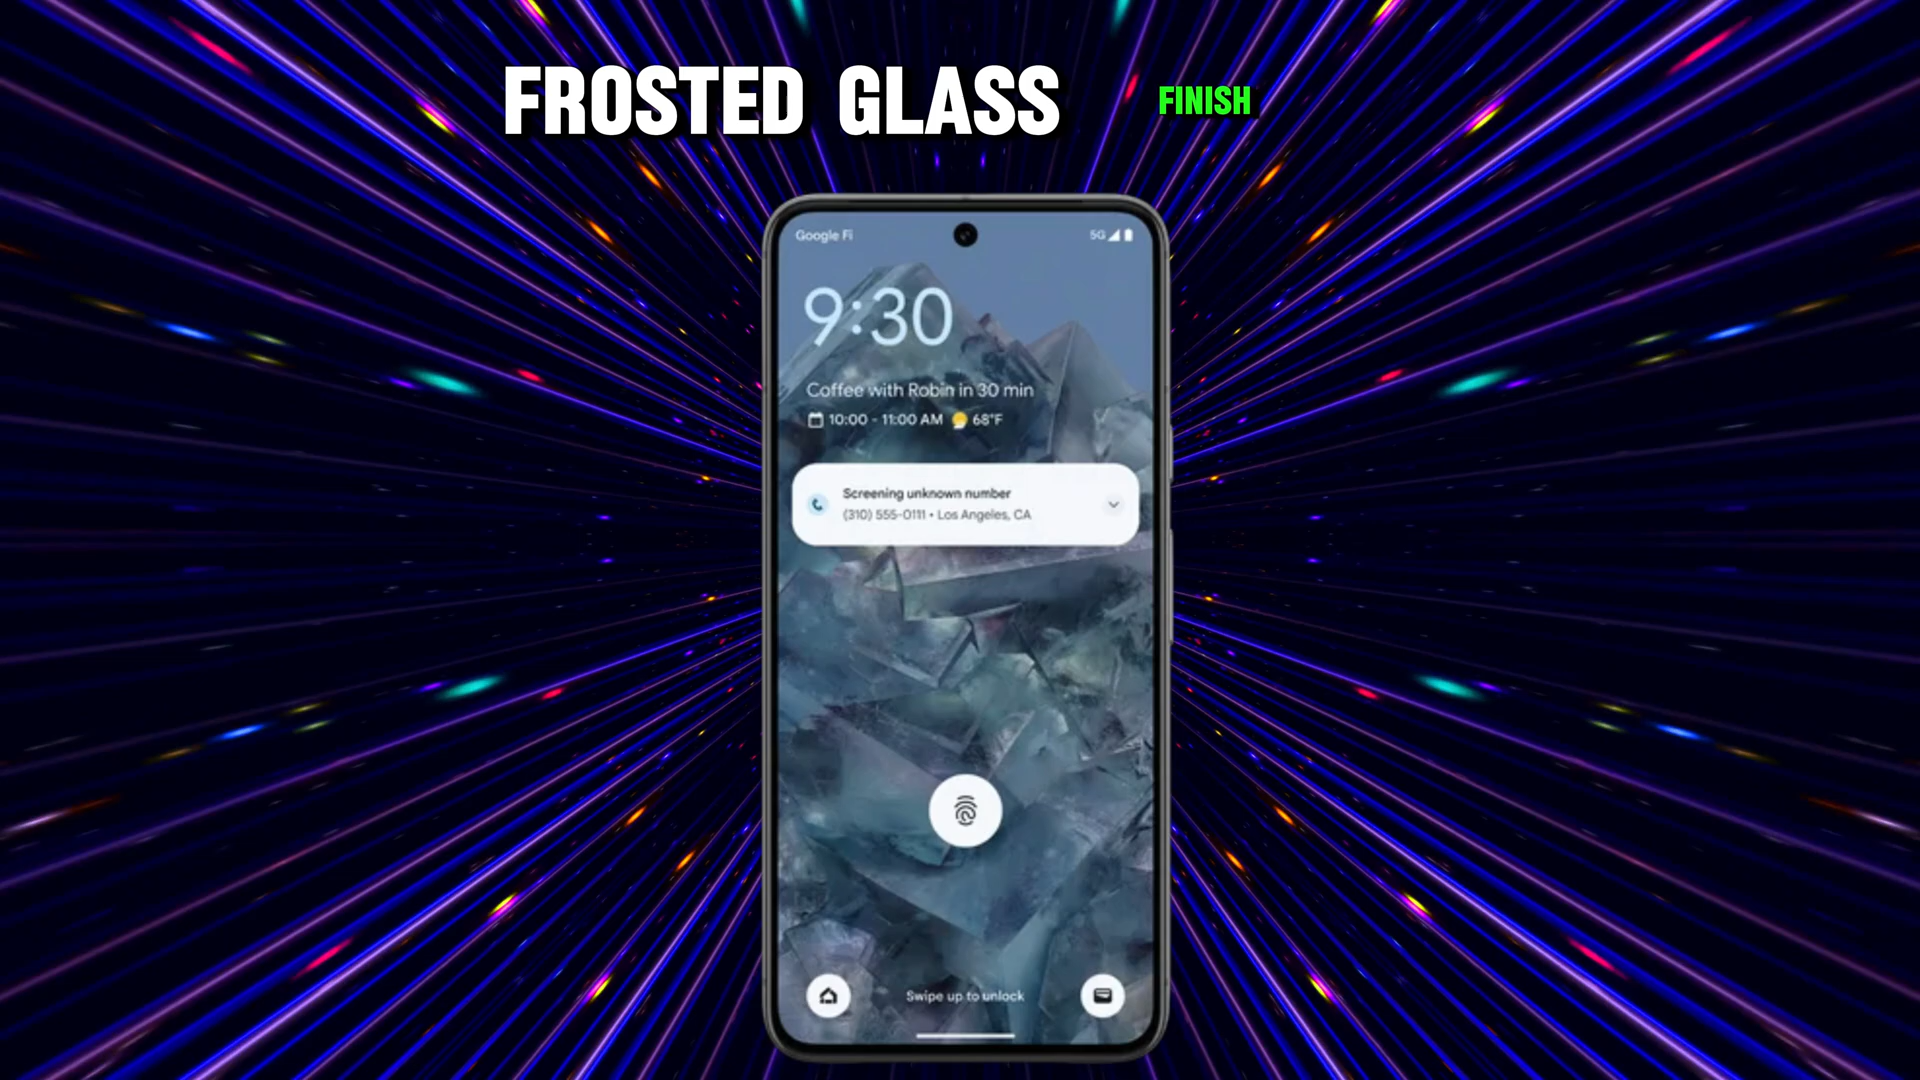 FROSTED GLASS FINISH
Google Fi 5G
9:30
Coffee with Robin in 30 min
10:00 - 11:00 AM 68°F
Screening unknown number
(310) 555-0111 • Los Angeles, CA
Swipe up to unlock